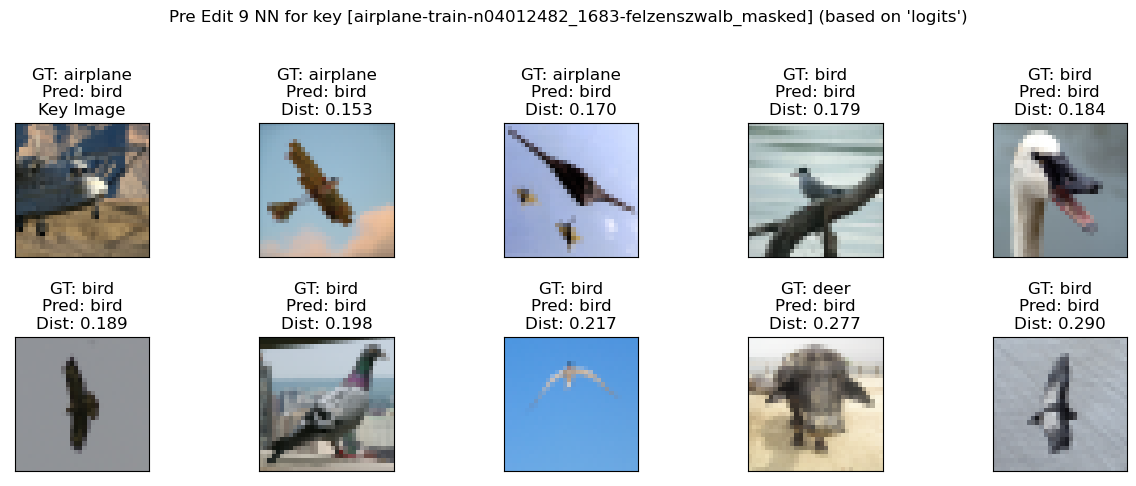 Pre Edit 9 NN for key [airplane-train-n04012482_1683-felzenszwalb_masked] (based on 'logits')
GT: airplane
Pred: bird
Key Image
GT: airplane
Pred: bird
Dist: 0.153
GT: airplane
Pred: bird
Dist: 0.170
GT: bird
Pred: bird
Dist: 0.179
GT: bird
Pred: bird
Dist: 0.184
GT: bird
Pred: bird
Dist: 0.189
GT: bird
Pred: bird
Dist: 0.198
GT: bird
Pred: bird
Dist: 0.217
GT: deer
Pred: bird
Dist: 0.277
GT: bird
Pred: bird
Dist: 0.290